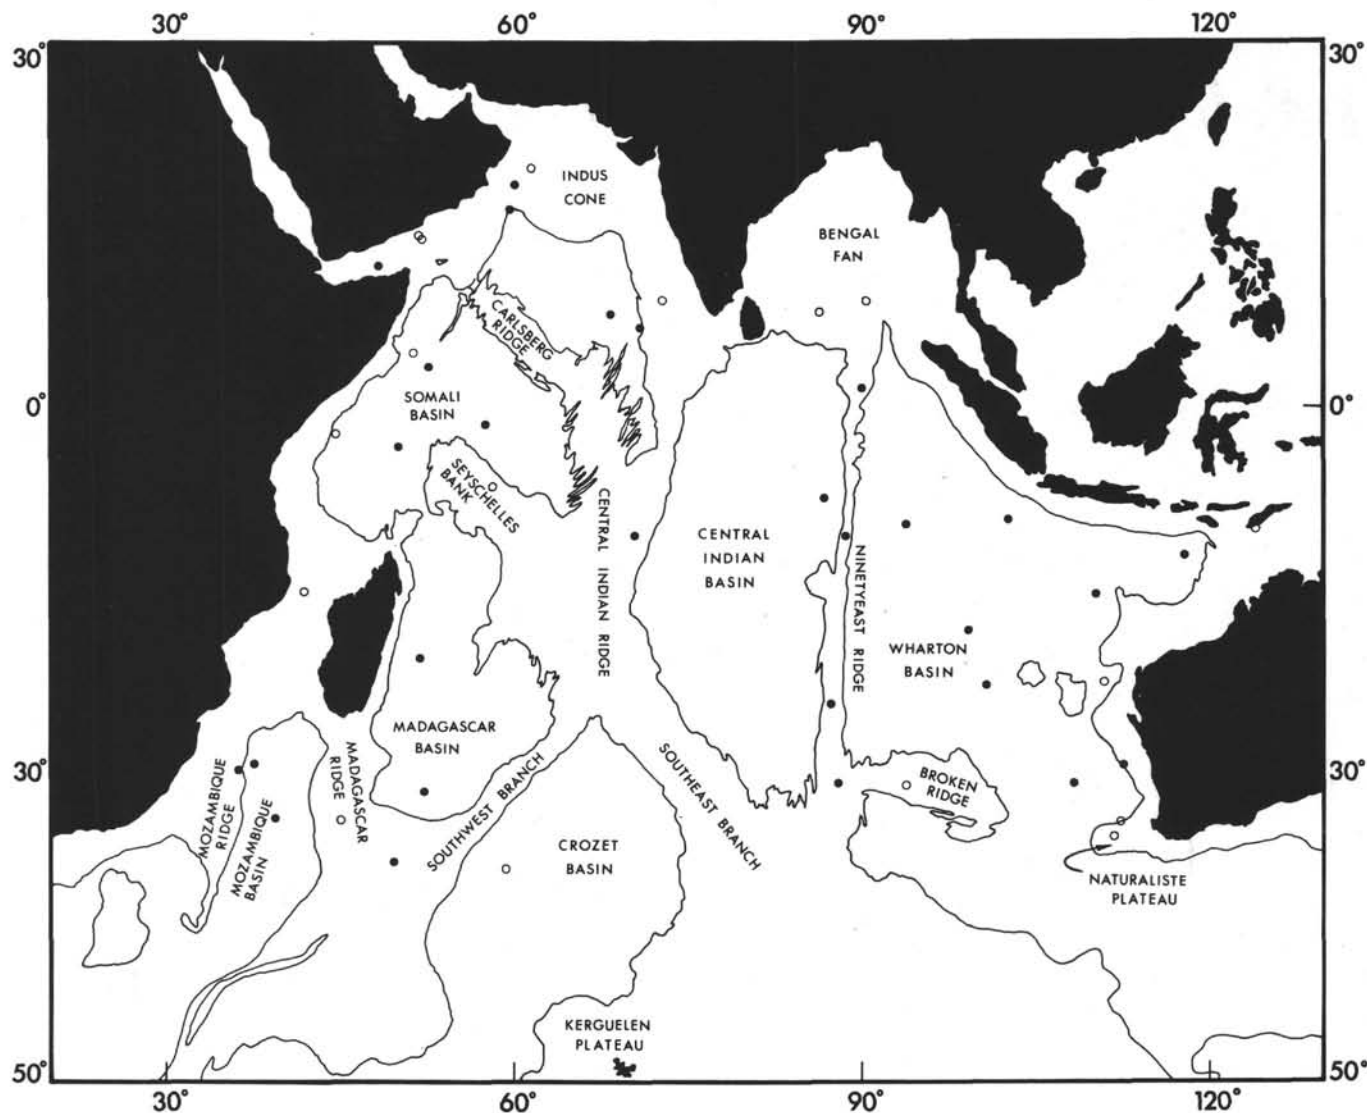 30°
60°
90°
120°
30°
30°
INDUS
CONE
BENGAL
FAN
CARLSBERG
RIDGE
SOMALI
BASIN
0°
0°
SEYSCHELLES
BANK
CENTRAL INDIAN RIDGE
CENTRAL
INDIAN
BASIN
NINETYEAST RIDGE
WHARTON
BASIN
MADAGASCAR
BASIN
MADAGASCAR
RIDGE
SOUTHWEST BRANCH
SOUTHEAST BRANCH
BROKEN
RIDGE
30°
30°
MOZAMBIQUE
RIDGE
MOZAMBIQUE
BASIN
CROZET
BASIN
NATURALISTE
PLATEAU
KERGUELEN
PLATEAU
50°
50°
30°
60°
90°
120°